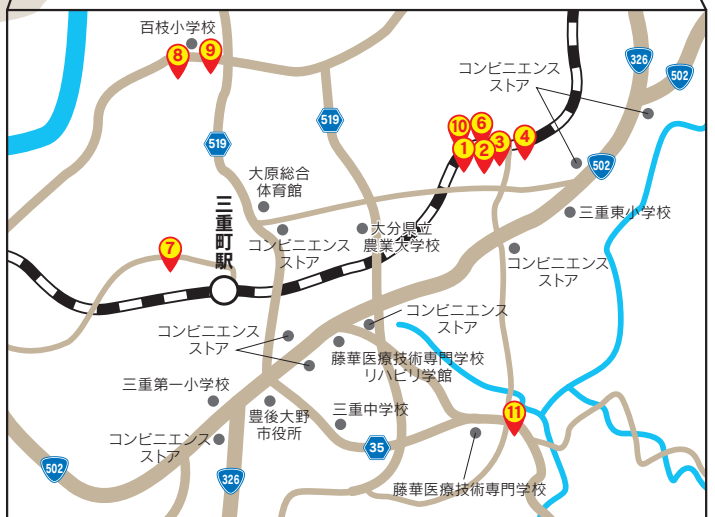 百枝小学校
8
9
コンビニエンス
ストア
326
502
519
519
10
6
1
2
3
4
502
大原総合
体育館
三重町駅
コンビニエンス
ストア
大分県立
農業大学校
三重東小学校
7
コンビニエンス
ストア
コンビニエンス
ストア
コンビニエンス
ストア
藤華医療技術専門学校
リハビリ学館
三重第一小学校
豊後大野
市役所
三重中学校
11
コンビニエンス
ストア
35
502
326
藤華医療技術専門学校